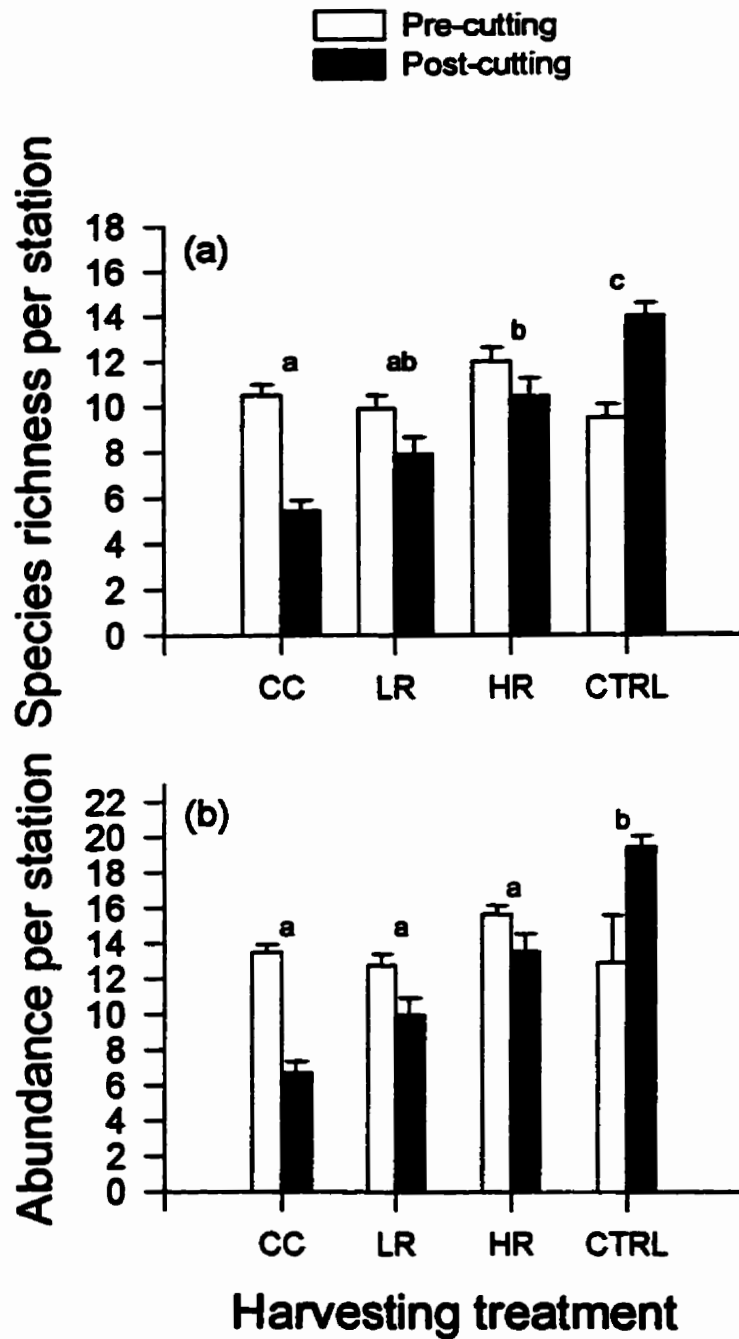 Pre-cutting
Post-cutting
Species richness per station
18
16
14
12
10
8
6
4
2
0
(a)
a
ab
b
c
CC LR HR CTRL
Abundance per station
22
20
18
16
14
12
10
8
6
4
2
0
(b)
a
a
a
b
CC LR HR CTRL
Harvesting treatment